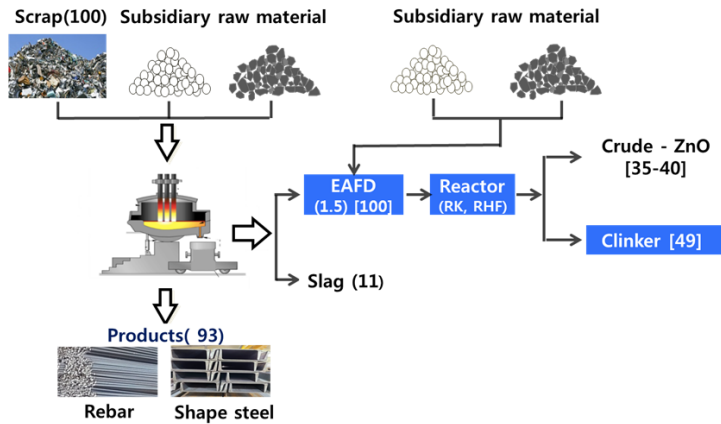 Scrap(100)
Subsidiary raw material
Subsidiary raw material
EAFD
(1.5) [100]
Reactor
(RK, RHF)
Crude - ZnO
[35-40]
Clinker [49]
Slag (11)
Products( 93)
Rebar
Shape steel